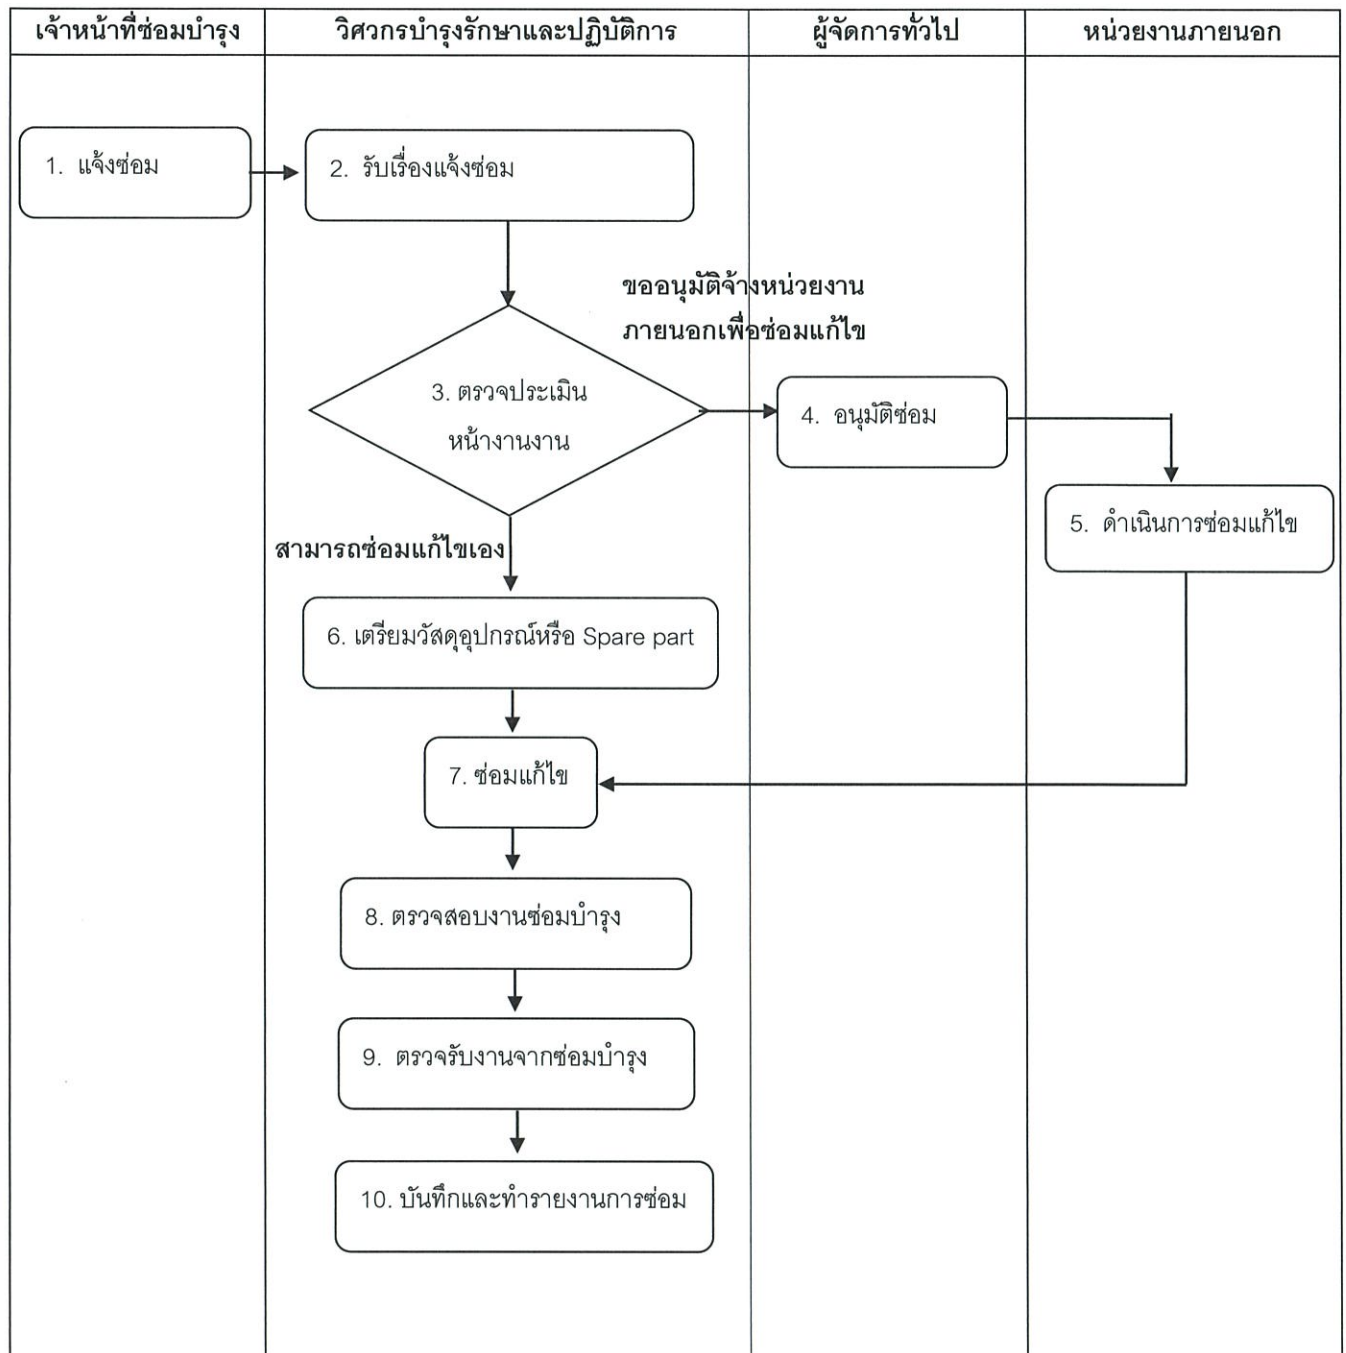 เจ้าหน้าที่ซ่อมบำรุง
วิศวกรบำรุงรักษาและปฏิบัติการ
ผู้จัดการทั่วไป
หน่วยงานภายนอก
1. แจ้งซ่อม
2. รับเรื่องแจ้งซ่อม
ขออนุมัติจ้างหน่วยงาน
ภายนอกเพื่อซ่อมแก้ไข
3. ตรวจประเมิน
หน้างานงาน
4. อนุมัติซ่อม
5. ดำเนินการซ่อมแก้ไข
สามารถซ่อมแก้ไขเอง
6. เตรียมวัสดุอุปกรณ์หรือ Spare part
7. ซ่อมแก้ไข
8. ตรวจสอบงานซ่อมบำรุง
9. ตรวจรับงานจากซ่อมบำรุง
10. บันทึกและทำรายงานการซ่อม